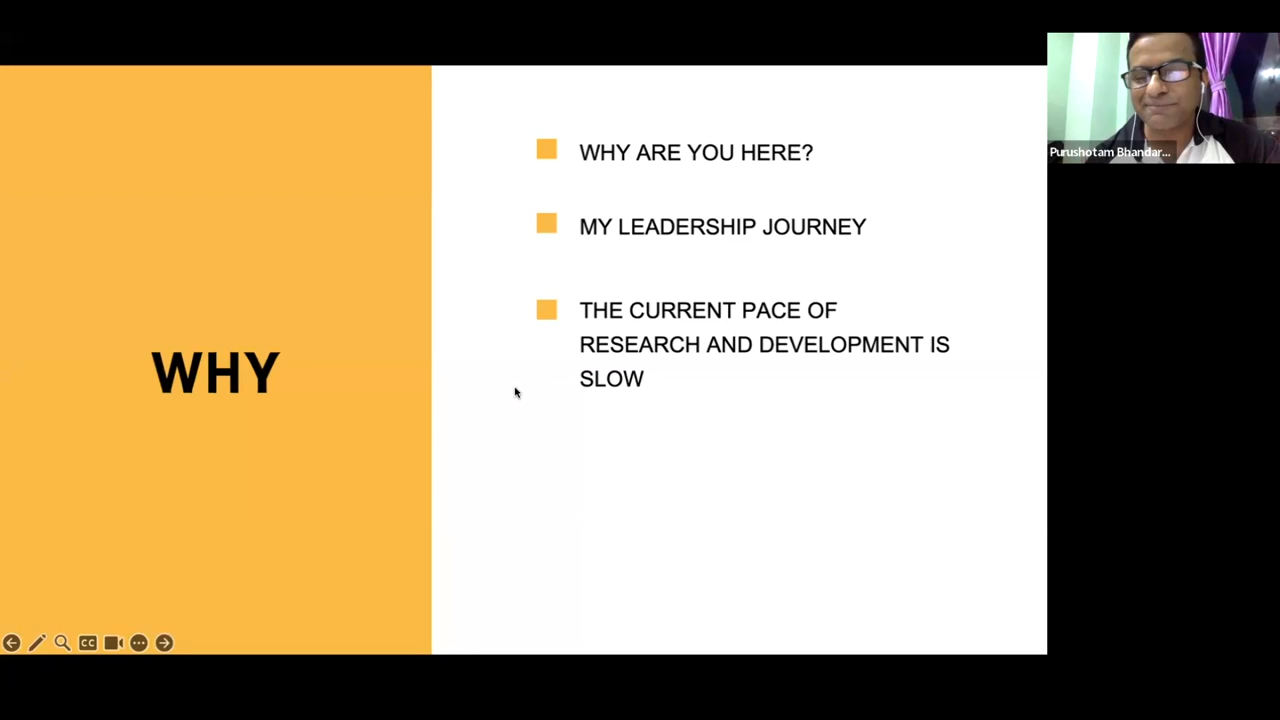 WHY
WHY ARE YOU HERE?
MY LEADERSHIP JOURNEY
THE CURRENT PACE OF
RESEARCH AND DEVELOPMENT IS
SLOW
Purushotam Bhandar...
CC